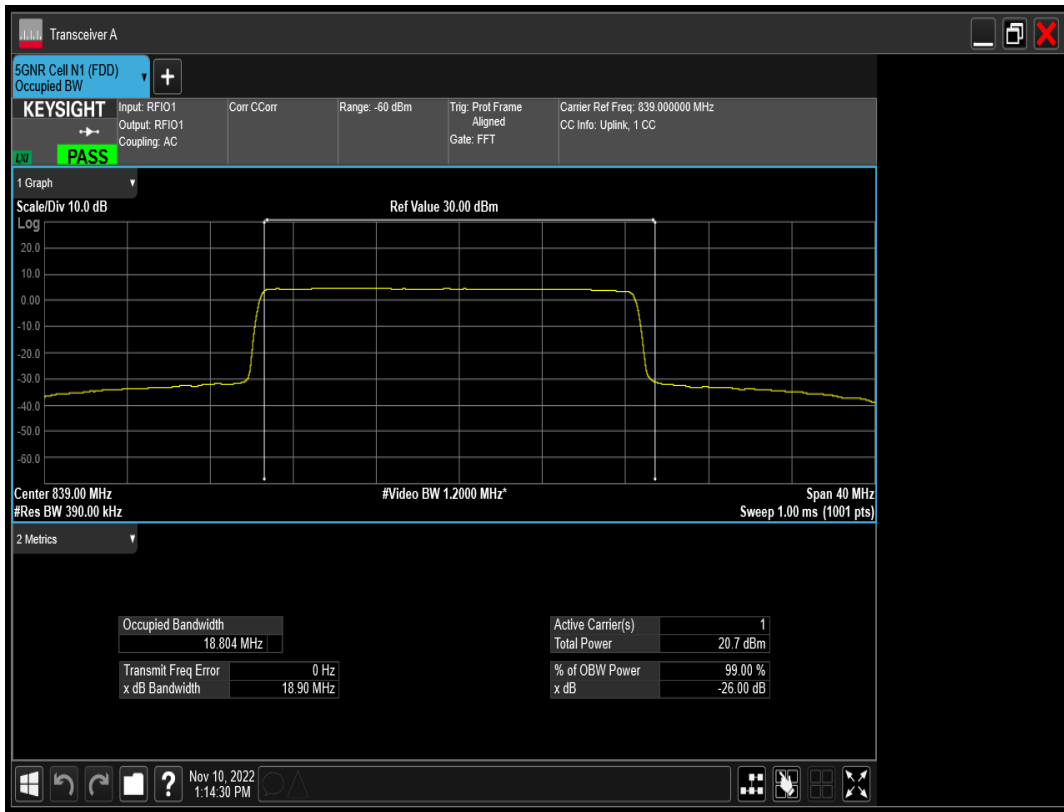 Transceiver A
5GNR Cell N1 (FDD)
Occupied BW
KEYSIGHT
LXI
PASS
Input: RFIO1
Output: RFIO1
Coupling: AC
Corr CCorr
Range: -60 dBm
Trig: Prot Frame
Aligned
Gate: FFT
Carrier Ref Freq: 839.000000 MHz
CC Info: Uplink, 1 CC
1 Graph
Scale/Div 10.0 dB
Ref Value 30.00 dBm
Log
20.0
10.0
0.00
-10.0
-20.0
-30.0
-40.0
-50.0
-60.0
Center 839.00 MHz
#Video BW 1.2000 MHz*
Span 40 MHz
#Res BW 390.00 kHz
Sweep 1.00 ms (1001 pts)
2 Metrics
Occupied Bandwidth
18.804 MHz
Transmit Freq Error 0 Hz
x dB Bandwidth 18.90 MHz
Active Carrier(s) 1
Total Power 20.7 dBm
% of OBW Power 99.00 %
x dB -26.00 dB
?
Nov 10, 2022
1:14:30 PM